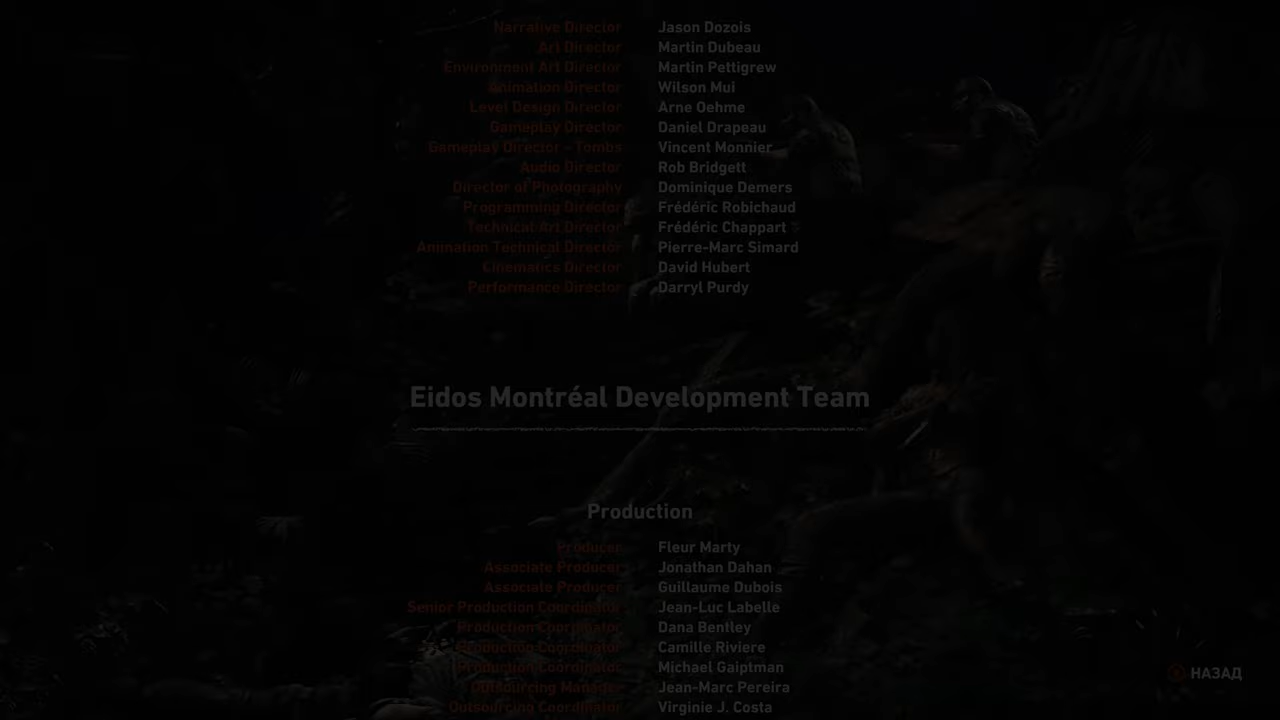 Narrative Director Jason Dozois
Art Director Martin Dubeau
Environment Art Director Martin Pettigrew
Animation Director Wilson Mui
Level Design Director Arne Oehme
Gameplay Director Daniel Drapeau
Gameplay Director - Tombs Vincent Monnier
Audio Director Rob Bridgett
Director of Photography Dominique Demers
Programming Director Frédéric Robichaud
Technical Art Director Frédéric Chappart
Animation Technical Director Pierre-Marc Simard
Cinematics Director David Hubert
Performance Director Darryl Purdy
Eidos Montréal Development Team
Production
Producer Fleur Marty
Associate Producer Jonathan Dahan
Associate Producer Guillaume Dubois
Senior Production Coordinator Jean-Luc Labelle
Production Coordinator Dana Bentley
Production Coordinator Camille Riviere
Production Coordinator Michael Gaiptman
Outsourcing Manager Jean-Marc Pereira
НАЗАД
Outsourcing Coordinator Virginie J. Costa